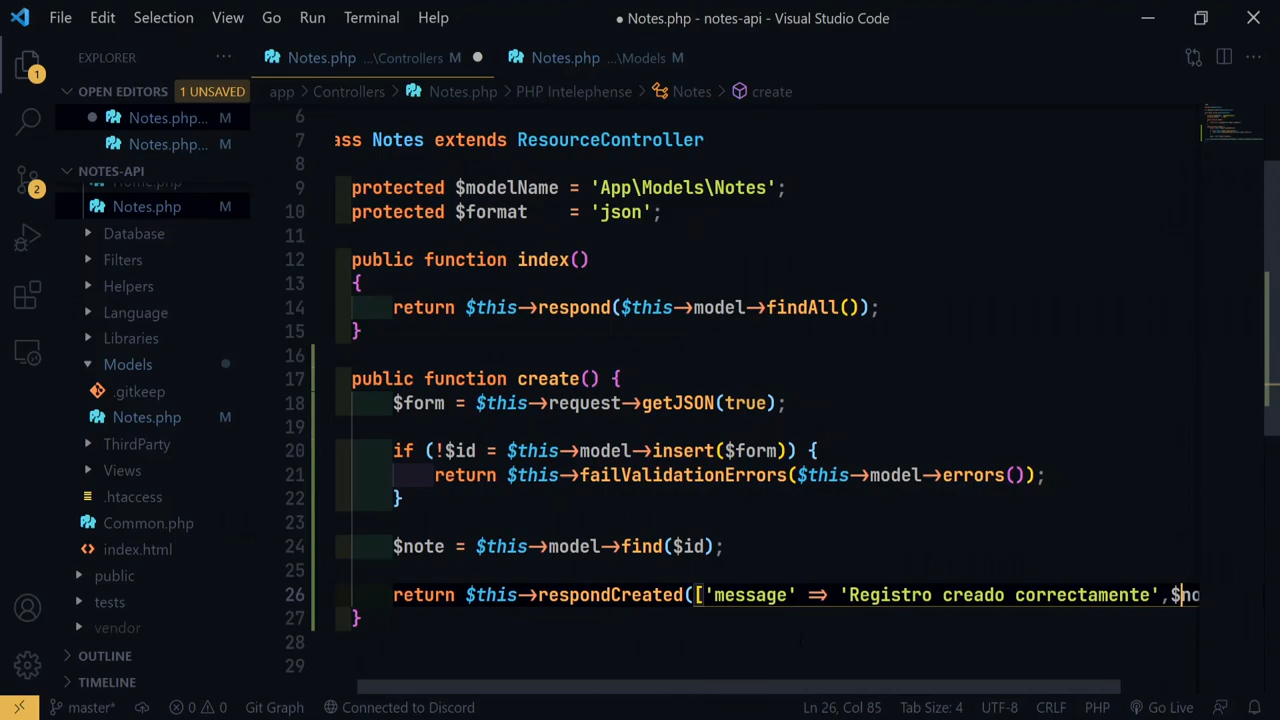 File Edit Selection View Go Run Terminal Help
● Notes.php - notes-api - Visual Studio Code
EXPLORER ···
Notes.php ...\Controllers M ●
Notes.php ...\Models M
OPEN EDITORS 1 UNSAVED
app > Controllers > Notes.php > PHP Intelephense > Notes > create
● Notes.php... M
Notes.php... M
NOTES-API
Home.php
Notes.php M
Database
Filters
Helpers
Language
Libraries
Models
.gitkeep
Notes.php M
ThirdParty
Views
.htaccess
Common.php
index.html
public
tests
vendor
OUTLINE
TIMELINE
1
2
6
7 ass Notes extends ResourceController
8
9 protected $modelName = 'App\Models\Notes';
10 protected $format    = 'json';
11
12 public function index()
13 {
14 return $this->respond($this->model->findAll());
15 }
16
17 public function create() {
18 $form = $this->request->getJSON(true);
19
20 if (!$id = $this->model->insert($form)) {
21 return $this->failValidationErrors($this->model->errors());
22 }
23
24 $note = $this->model->find($id);
25
26 return $this->respondCreated(['message' => 'Registro creado correctamente',$no
27 }
28
29
master* 0 0 Git Graph Connected to Discord Ln 26, Col 85 Tab Size: 4 UTF-8 CRLF PHP Go Live